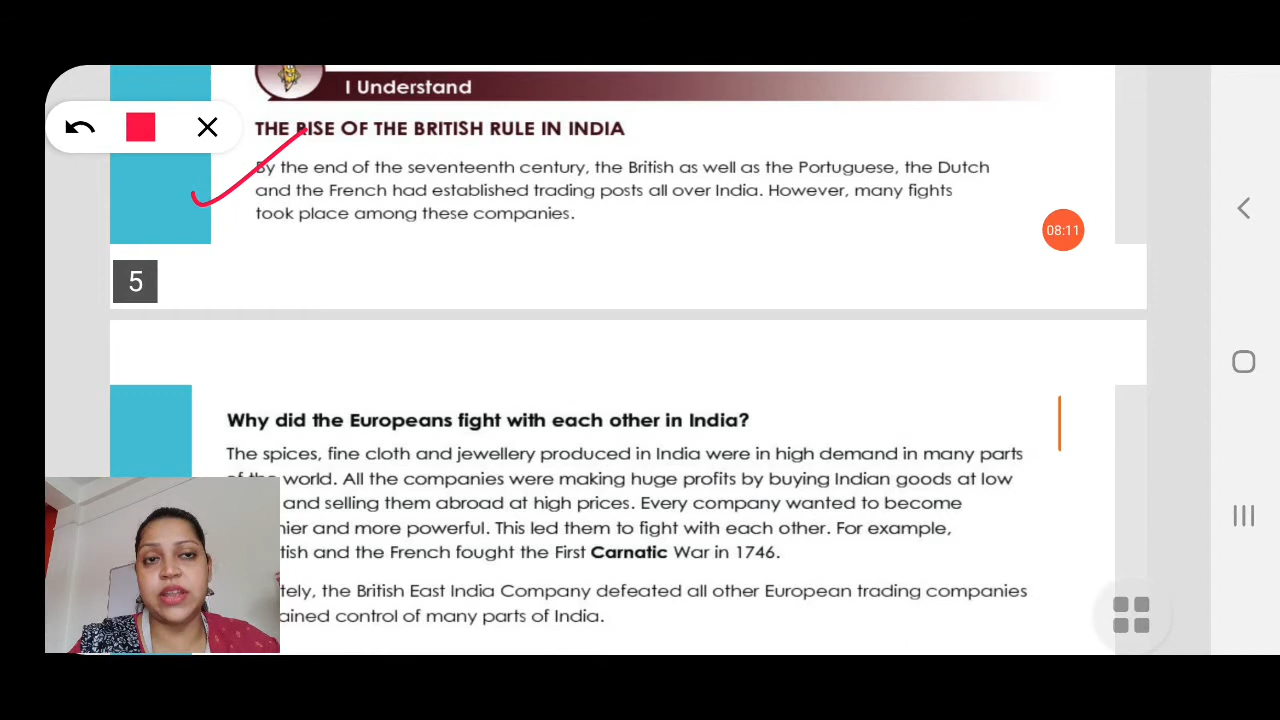 I Understand
THE RISE OF THE BRITISH RULE IN INDIA
By the end of the seventeenth century, the British as well as the Portuguese, the Dutch
and the French had established trading posts all over India. However, many fights
took place among these companies.
08:11
5
Why did the Europeans fight with each other in India?
The spices, fine cloth and jewellery produced in India were in high demand in many parts
of the world. All the companies were making huge profits by buying Indian goods at low
and selling them abroad at high prices. Every company wanted to become
and more powerful. This led them to fight with each other. For example,
and the French fought the First Carnatic War in 1746.
the British East India Company defeated all other European trading companies
control of many parts of India.